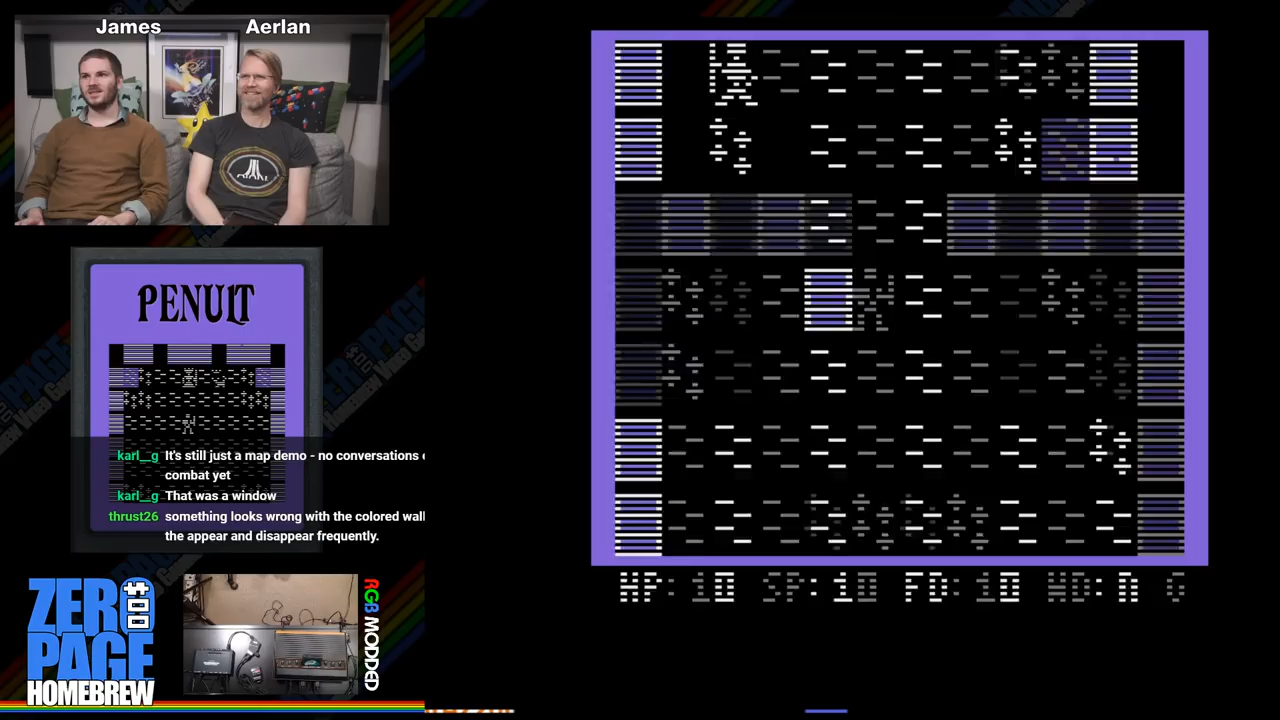 James
Aerlan
PENULT
karl__g It's still just a map demo - no conversations
combat yet
karl__g That was a window
thrust26 something looks wrong with the colored wall
the appear and disappear frequently.
ZERO
PAGE
HOMEBREW
RGB MODDED
HP:10 SP:10 FD:10 WD:N